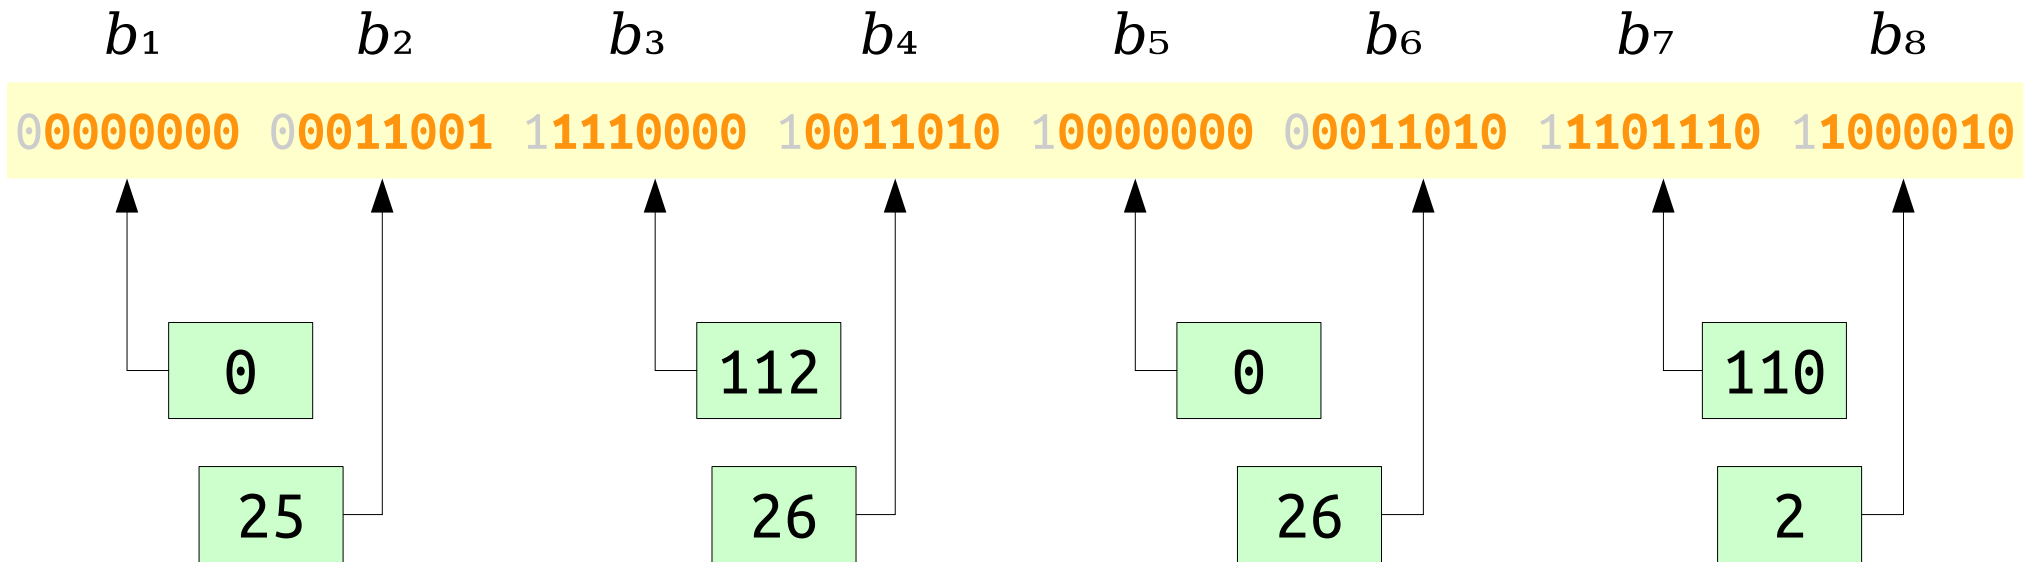 b₁ b₂ b₃ b₄ b₅ b₆ b₇ b₈
00000000 00011001 11110000 10011010 10000000 00011010 11101110 11000010
0 112 0 110
25 26 26 2